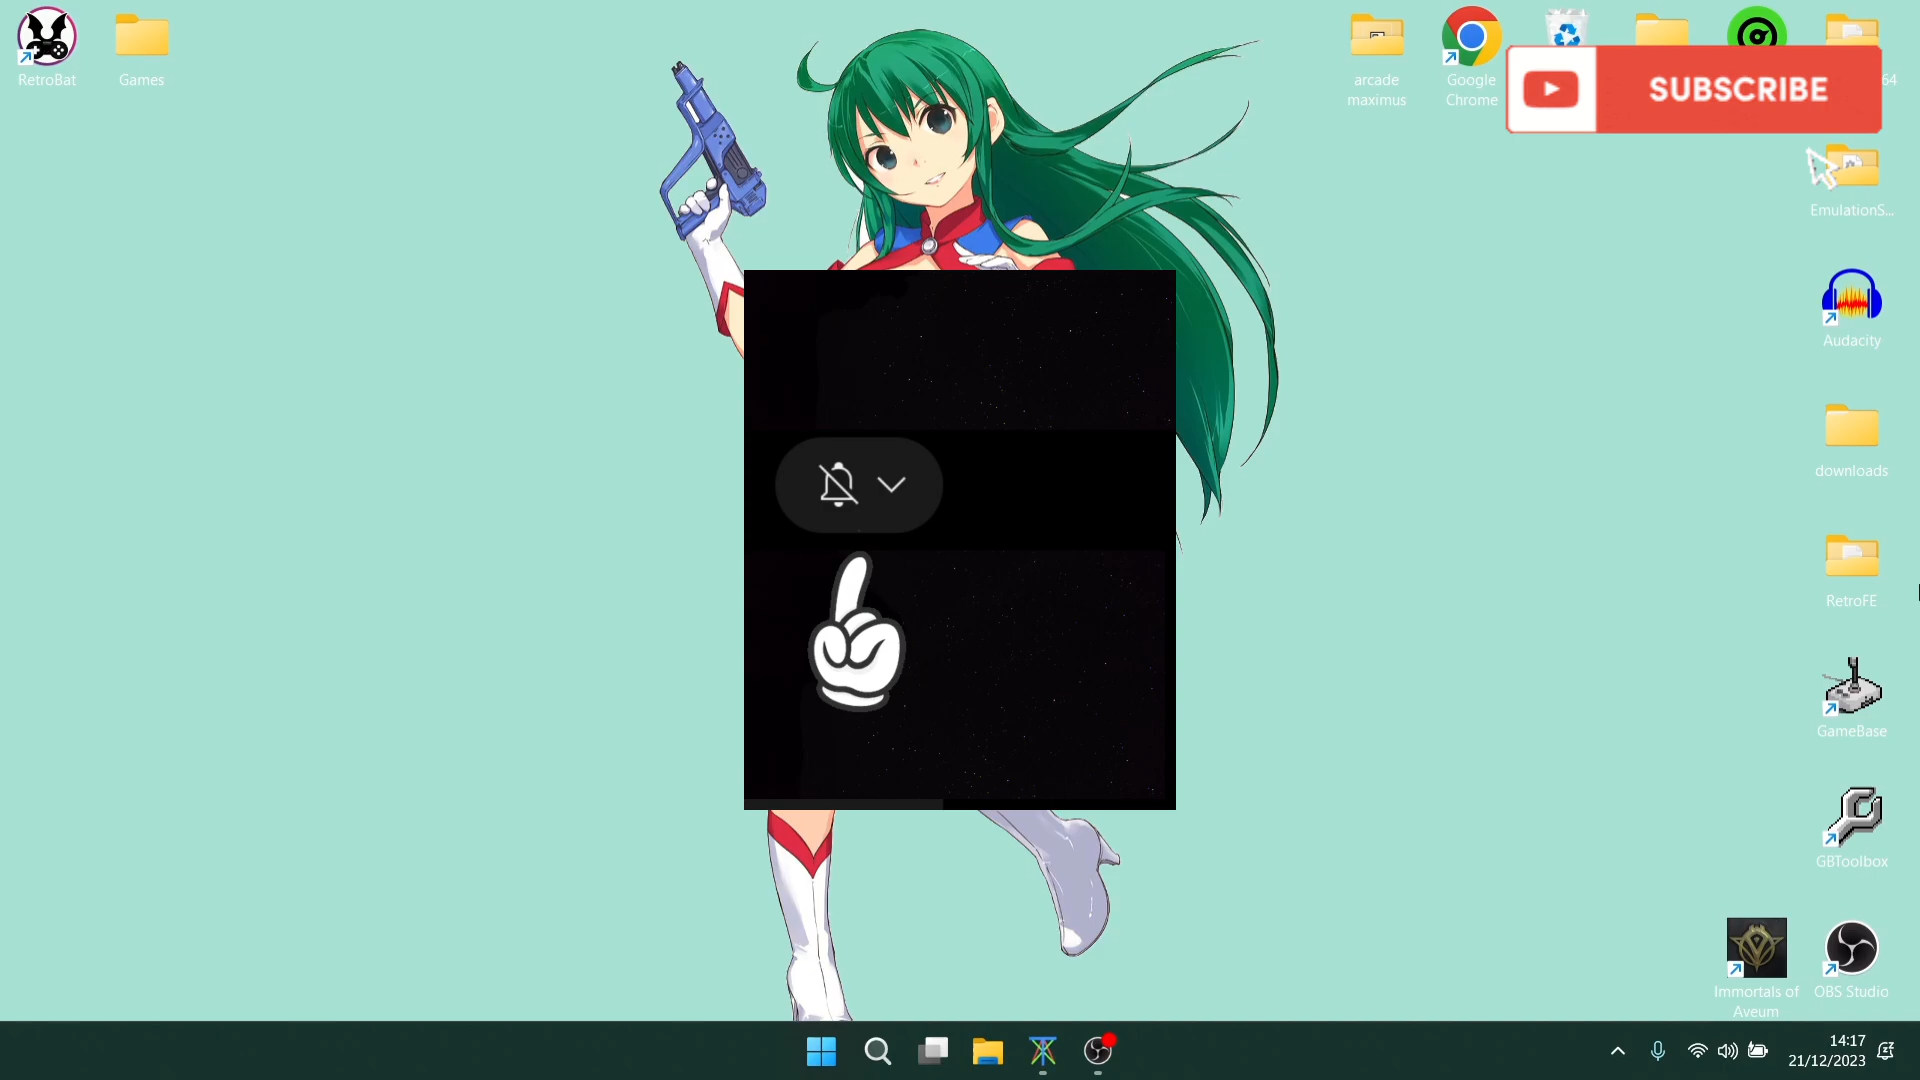 RetroBat
Games
arcade
maximus
Google
Chrome
SUBSCRIBE
64
EmulationS...
Audacity
downloads
RetroFE
GameBase
GBToolbox
Immortals of
Aveum
OBS Studio
14:17
21/12/2023